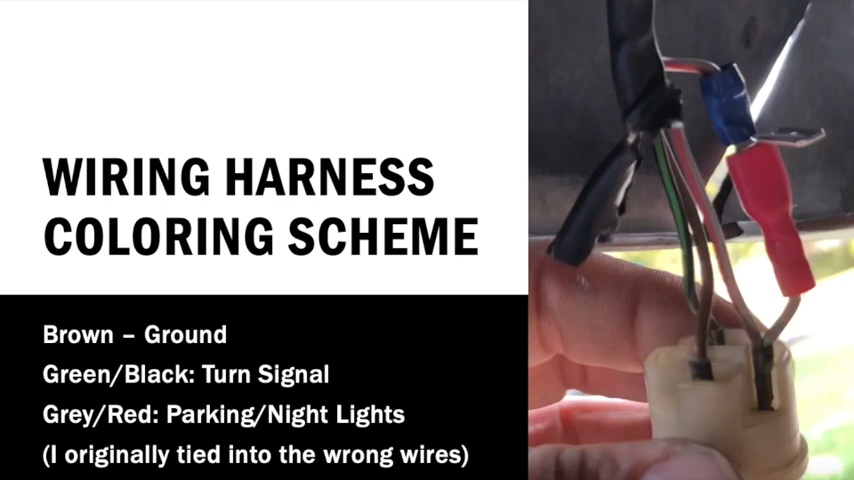 WIRING HARNESS
COLORING SCHEME
Brown – Ground
Green/Black: Turn Signal
Grey/Red: Parking/Night Lights
(I originally tied into the wrong wires)